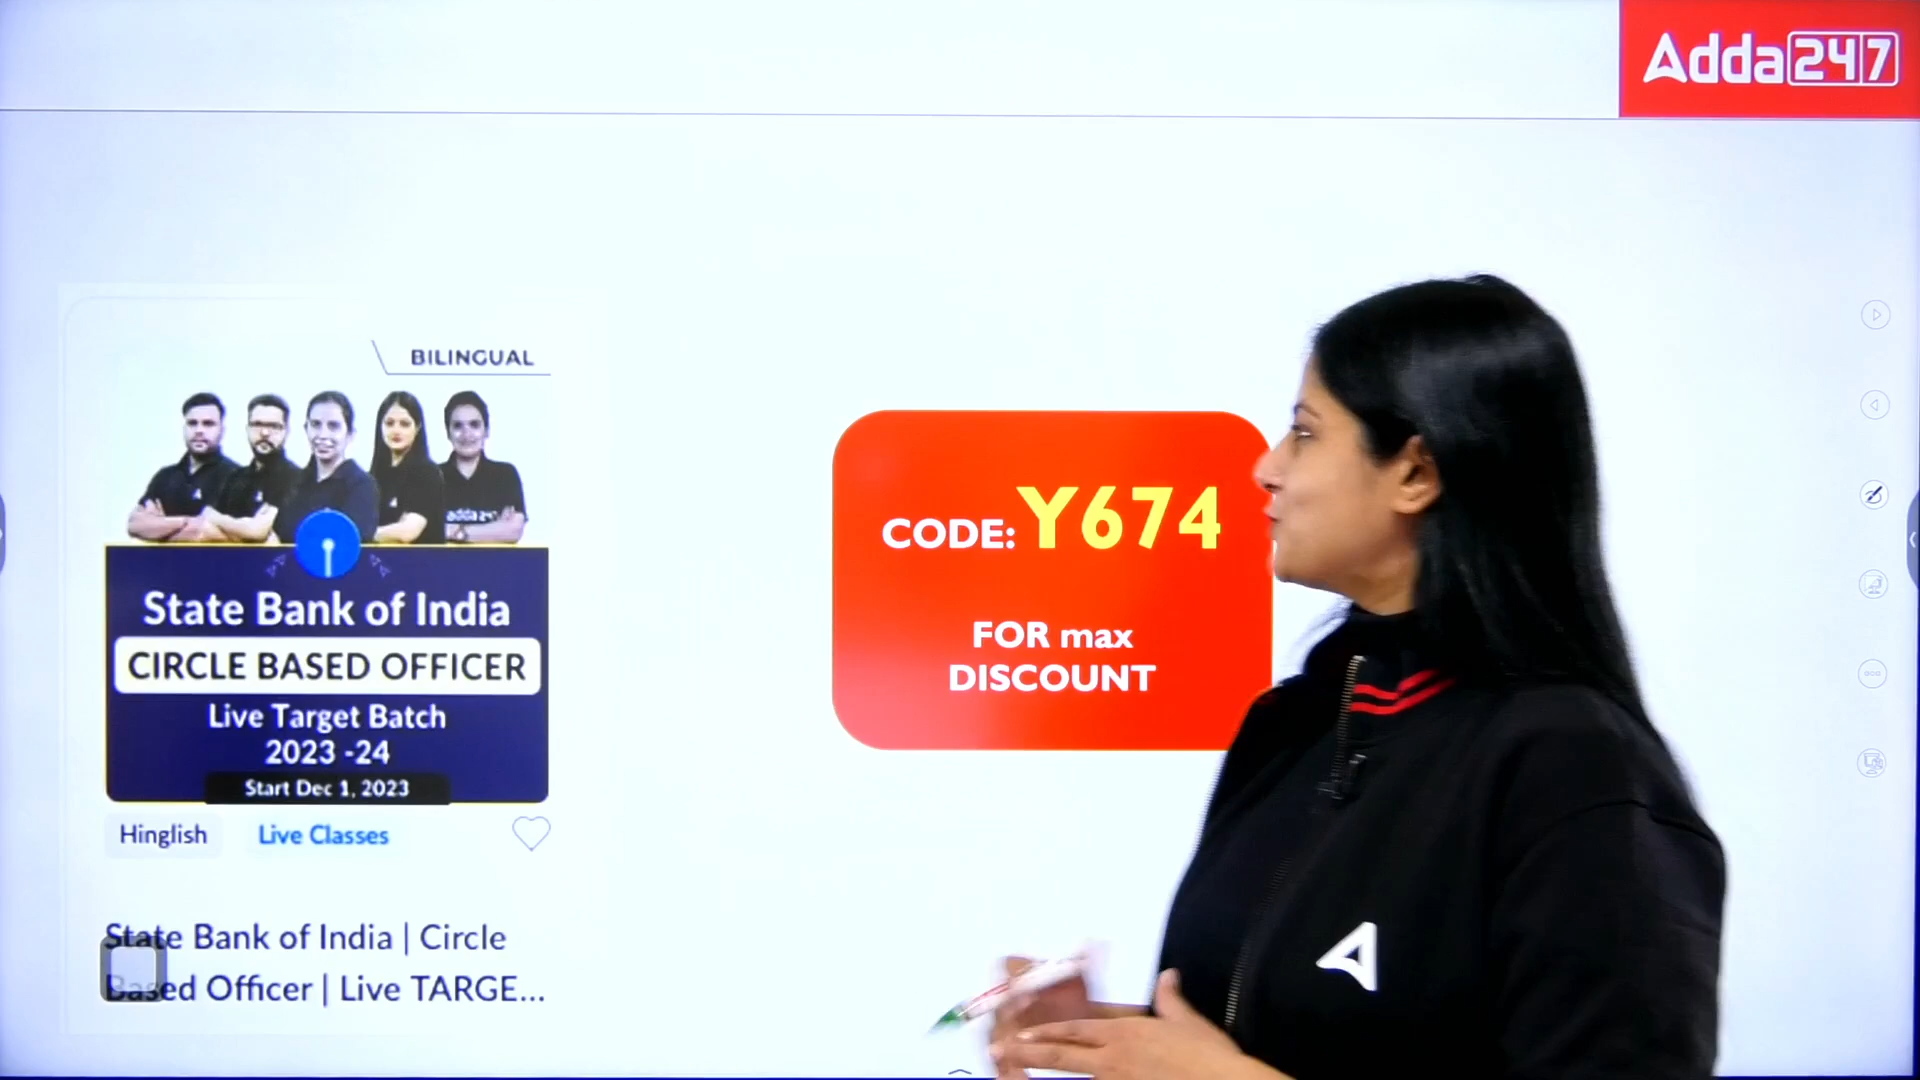 Adda247
BILINGUAL
adda247
State Bank of India
CIRCLE BASED OFFICER
Live Target Batch
2023 -24
Start Dec 1, 2023
Hinglish
Live Classes
State Bank of India | Circle
Based Officer | Live TARGE...
CODE: Y674
FOR max
DISCOUNT